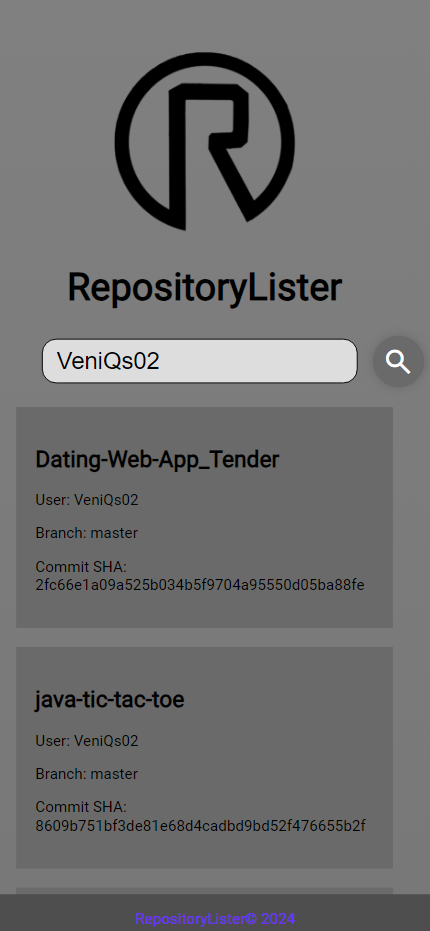 R
RepositoryLister
VeniQs02
Dating-Web-App_Tender
User: VeniQs02
Branch: master
Commit SHA:
2fc66e1a09a525b034b5f9704a95550d05ba88fe
java-tic-tac-toe
User: VeniQs02
Branch: master
Commit SHA:
8609b751bf3de81e68d4cadbd9bd52f476655b2f
RepositoryLister© 2024